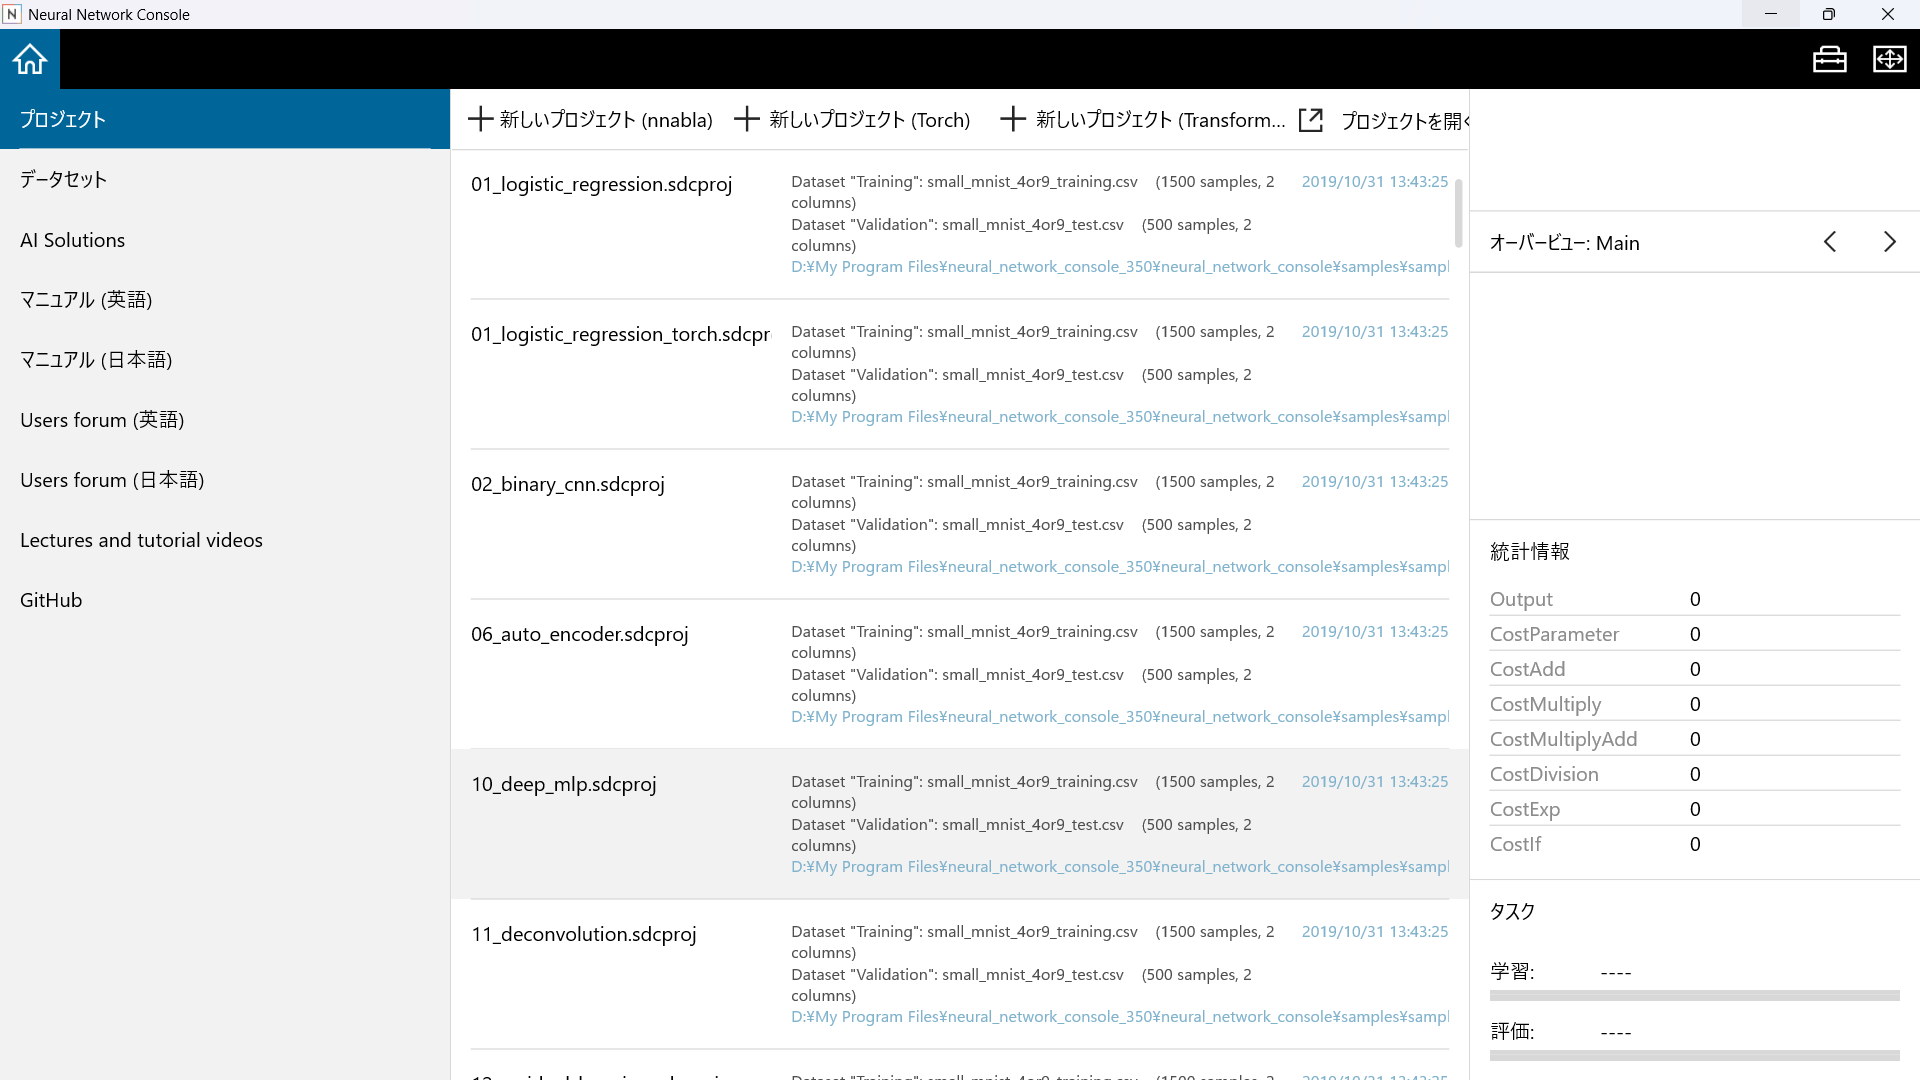 Neural Network Console
プロジェクト
データセット
AI Solutions
マニュアル (英語)
マニュアル (日本語)
Users forum (英語)
Users forum (日本語)
Lectures and tutorial videos
GitHub
新しいプロジェクト (nnabla)
新しいプロジェクト (Torch)
新しいプロジェクト (Transform...
プロジェクトを開く
01_logistic_regression.sdcproj
Dataset "Training": small_mnist_4or9_training.csv (1500 samples, 2
columns)
Dataset "Validation": small_mnist_4or9_test.csv (500 samples, 2
columns)
D:¥My Program Files¥neural_network_console_350¥neural_network_console¥samples¥sampl
2019/10/31 13:43:25
01_logistic_regression_torch.sdcpr
Dataset "Training": small_mnist_4or9_training.csv (1500 samples, 2
columns)
Dataset "Validation": small_mnist_4or9_test.csv (500 samples, 2
columns)
D:¥My Program Files¥neural_network_console_350¥neural_network_console¥samples¥sampl
2019/10/31 13:43:25
02_binary_cnn.sdcproj
Dataset "Training": small_mnist_4or9_training.csv (1500 samples, 2
columns)
Dataset "Validation": small_mnist_4or9_test.csv (500 samples, 2
columns)
D:¥My Program Files¥neural_network_console_350¥neural_network_console¥samples¥sampl
2019/10/31 13:43:25
06_auto_encoder.sdcproj
Dataset "Training": small_mnist_4or9_training.csv (1500 samples, 2
columns)
Dataset "Validation": small_mnist_4or9_test.csv (500 samples, 2
columns)
D:¥My Program Files¥neural_network_console_350¥neural_network_console¥samples¥sampl
2019/10/31 13:43:25
10_deep_mlp.sdcproj
Dataset "Training": small_mnist_4or9_training.csv (1500 samples, 2
columns)
Dataset "Validation": small_mnist_4or9_test.csv (500 samples, 2
columns)
D:¥My Program Files¥neural_network_console_350¥neural_network_console¥samples¥sampl
2019/10/31 13:43:25
11_deconvolution.sdcproj
Dataset "Training": small_mnist_4or9_training.csv (1500 samples, 2
columns)
Dataset "Validation": small_mnist_4or9_test.csv (500 samples, 2
columns)
D:¥My Program Files¥neural_network_console_350¥neural_network_console¥samples¥sampl
2019/10/31 13:43:25
オーバービュー: Main
統計情報
Output 0
CostParameter 0
CostAdd 0
CostMultiply 0
CostMultiplyAdd 0
CostDivision 0
CostExp 0
CostIf 0
タスク
学習: ----
評価: ----